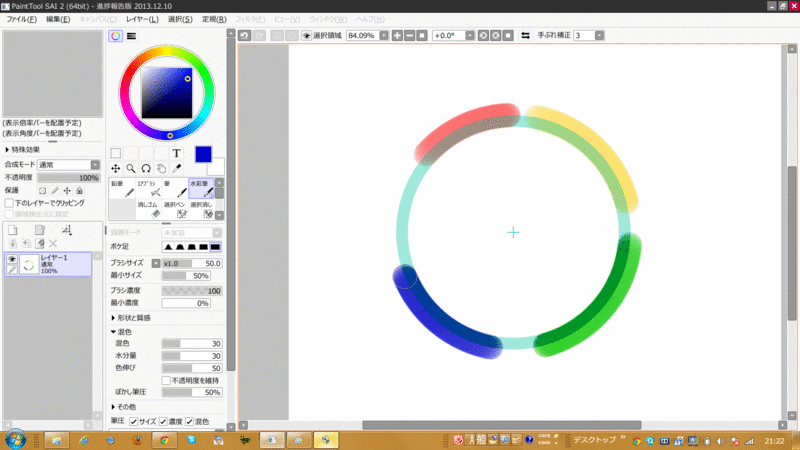 PaintTool SAI 2 (64bit) - 進捗報告版 2013.12.10
ファイル(F) 編集(E) キャンバス(C) レイヤー(L) 選択(S) 定規(R) フィルタ(F) ビュー(V) ウィンドウ(W) ヘルプ(H)
選択領域 84.09% +0.0° 手ぶれ補正 3
(表示倍率バーを配置予定)
(表示角度バーを配置予定)
特殊効果
合成モード 通常
不透明度 100%
保護
下のレイヤーでクリッピング
領域検出元に指定
レイヤー1
通常
100%
T
鉛筆 エアブラシ 筆 水彩筆
消しゴム 選択ペン 選択消し
描画モード 未実装
ボケ足
ブラシサイズ x1.0 50.0
最小サイズ 50%
ブラシ濃度 100
最小濃度 0%
形状と質感
混色
混色 30
水分量 30
色伸び 50
不透明度を維持
ぼかし筆圧 50%
その他
筆圧 サイズ 濃度 混色
デスクトップ
21:22